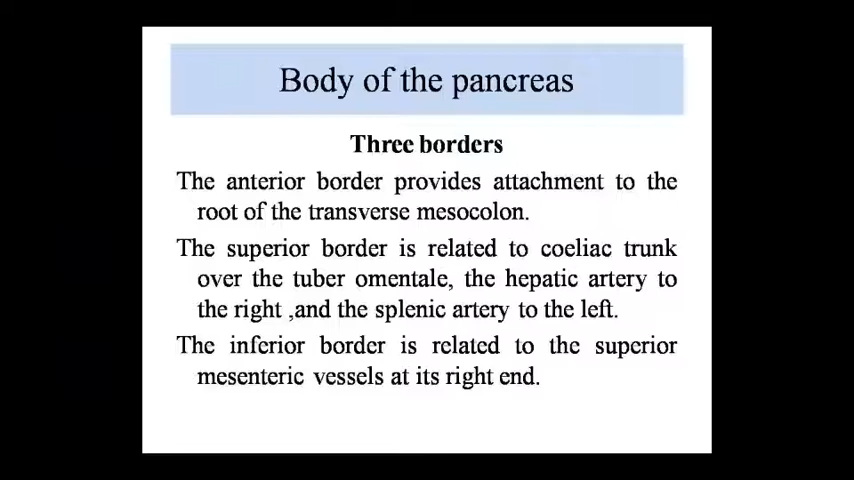 Body of the pancreas
Three borders
The anterior border provides attachment to the
root of the transverse mesocolon.
The superior border is related to coeliac trunk
over the tuber omentale, the hepatic artery to
the right ,and the splenic artery to the left.
The inferior border is related to the superior
mesenteric vessels at its right end.